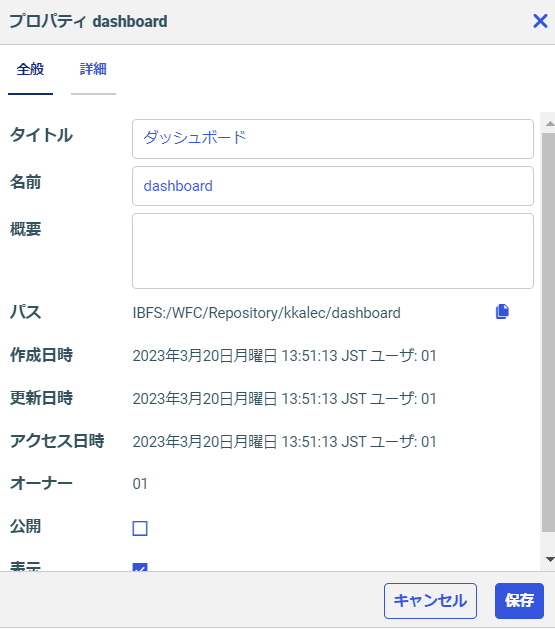 プロパティ dashboard
全般 詳細
タイトル ダッシュボード
名前 dashboard
概要
パス IBFS:/WFC/Repository/kkalec/dashboard
作成日時 2023年3月20日月曜日 13:51:13 JST ユーザ: 01
更新日時 2023年3月20日月曜日 13:51:13 JST ユーザ: 01
アクセス日時 2023年3月20日月曜日 13:51:13 JST ユーザ: 01
オーナー 01
公開
表示
キャンセル 保存